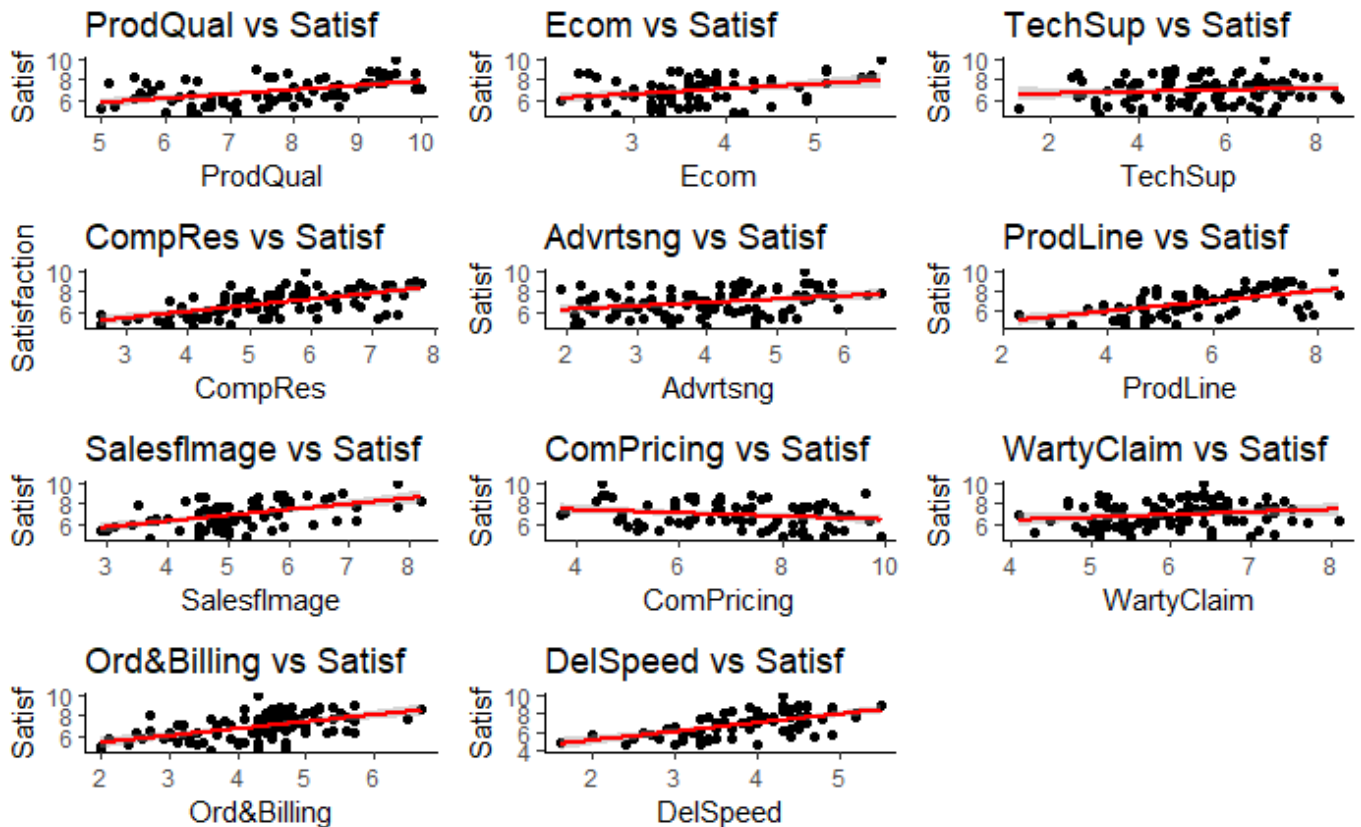 ProdQual vs Satisf
Satisf
10
8
6
5 6 7 8 9 10
ProdQual
Ecom vs Satisf
Satisf
10
8
6
3 4 5
Ecom
TechSup vs Satisf
Satisf
10
8
6
2 4 6 8
TechSup
CompRes vs Satisf
Satisfaction
10
8
6
3 4 5 6 7 8
CompRes
Advrtsng vs Satisf
Satisf
10
8
6
2 3 4 5 6
Advrtsng
ProdLine vs Satisf
Satisf
10
8
6
2 4 6 8
ProdLine
SalesfImage vs Satisf
Satisf
10
8
6
3 4 5 6 7 8
SalesfImage
ComPricing vs Satisf
Satisf
10
8
6
4 6 8 10
ComPricing
WartyClaim vs Satisf
Satisf
10
8
6
4 5 6 7 8
WartyClaim
Ord&Billing vs Satisf
Satisf
10
8
6
2 3 4 5 6
Ord&Billing
DelSpeed vs Satisf
Satisf
10
8
6
4
2 3 4 5
DelSpeed